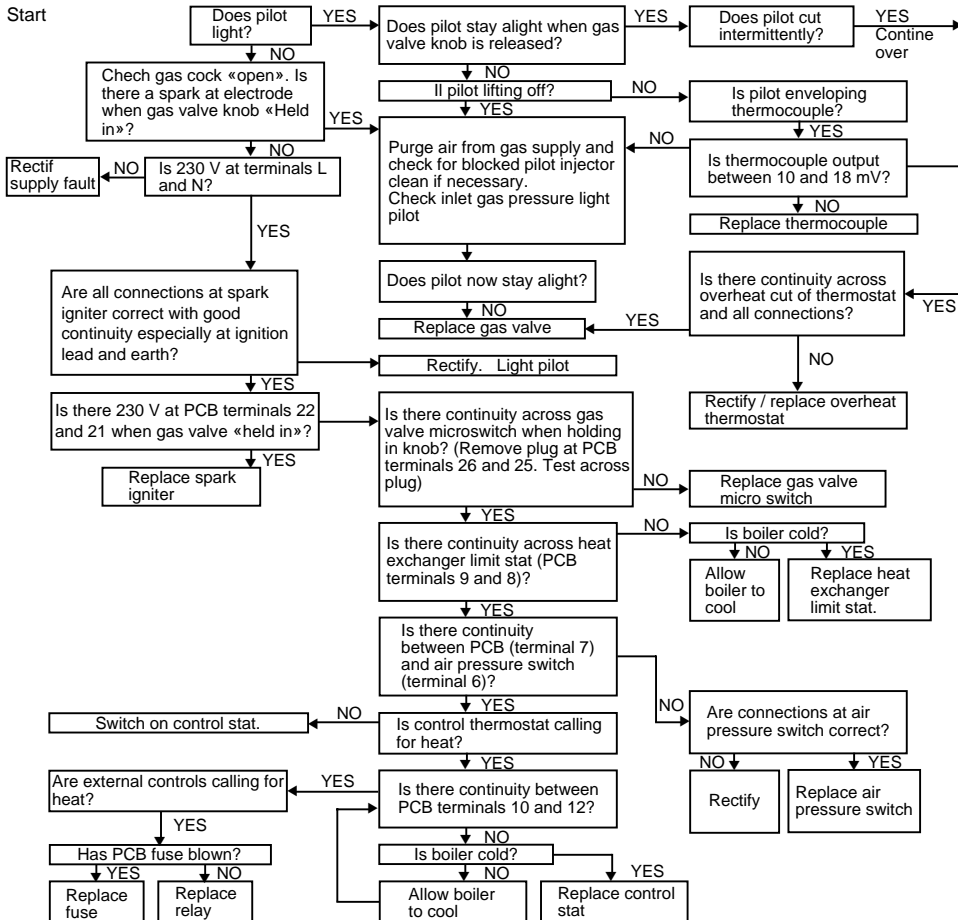 Start
Does pilot
light?
YES
Does pilot stay alight when gas
valve knob is released?
YES
Does pilot cut
intermittently?
YES
Contine
over
NO
Chech gas cock «open». Is
there a spark at electrode
when gas valve knob «Held
in»?
YES
NO
Il pilot lifting off?
NO
Is pilot enveloping
thermocouple?
YES
YES
Purge air from gas supply and
check for blocked pilot injector
clean if necessary.
Check inlet gas pressure light
pilot
NO
Is thermocouple output
between 10 and 18 mV?
NO
Replace thermocouple
NO
Is 230 V at terminals L
and N?
NO
Rectif
supply fault
YES
Does pilot now stay alight?
NO
Replace gas valve
YES
Is there continuity across
overheat cut of thermostat
and all connections?
YES
NO
Rectify / replace overheat
thermostat
Are all connections at spark
igniter correct with good
continuity especially at ignition
lead and earth?
Rectify. Light pilot
YES
Is there 230 V at PCB terminals 22
and 21 when gas valve «held in»?
YES
Replace spark
igniter
Is there continuity across gas
valve microswitch when holding
in knob? (Remove plug at PCB
terminals 26 and 25. Test across
plug)
NO
Replace gas valve
micro switch
YES
Is there continuity across heat
exchanger limit stat (PCB
terminals 9 and 8)?
NO
Is boiler cold?
NO
YES
Allow
boiler to
cool
Replace heat
exchanger
limit stat.
YES
Is there continuity
between PCB (terminal 7)
and air pressure switch
(terminal 6)?
NO
Are connections at air
pressure switch correct?
NO
YES
Rectify
Replace air
pressure switch
YES
Is control thermostat calling
for heat?
NO
Switch on control stat.
YES
Is there continuity between
PCB terminals 10 and 12?
YES
Are external controls calling for
heat?
YES
Has PCB fuse blown?
YES
NO
Replace
fuse
Replace
relay
NO
Is boiler cold?
YES
NO
Allow boiler
to cool
Replace control
stat